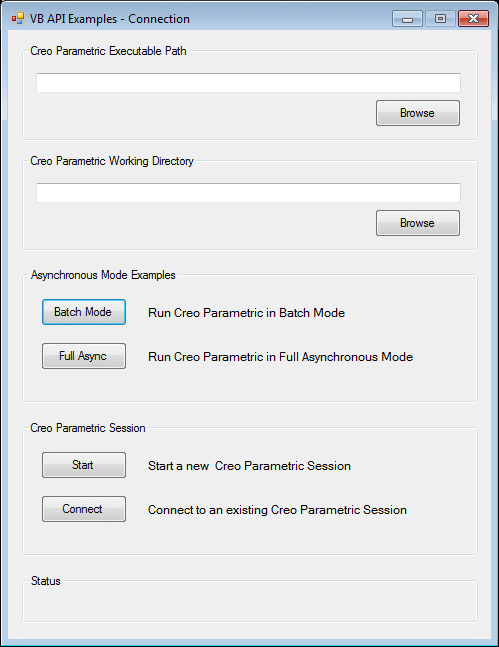 VB API Examples - Connection
Creo Parametric Executable Path
Browse
Creo Parametric Working Directory
Browse
Asynchronous Mode Examples
Batch Mode Run Creo Parametric in Batch Mode
Full Async Run Creo Parametric in Full Asynchronous Mode
Creo Parametric Session
Start Start a new Creo Parametric Session
Connect Connect to an existing Creo Parametric Session
Status